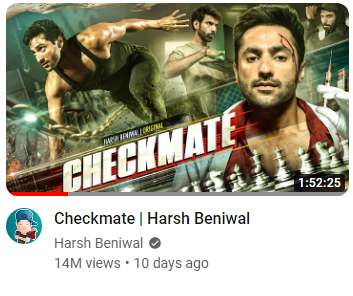 HARSH BENIWAL | ORIGINAL
CHECKMATE
1:52:25
Checkmate | Harsh Beniwal
Harsh Beniwal
14M views • 10 days ago